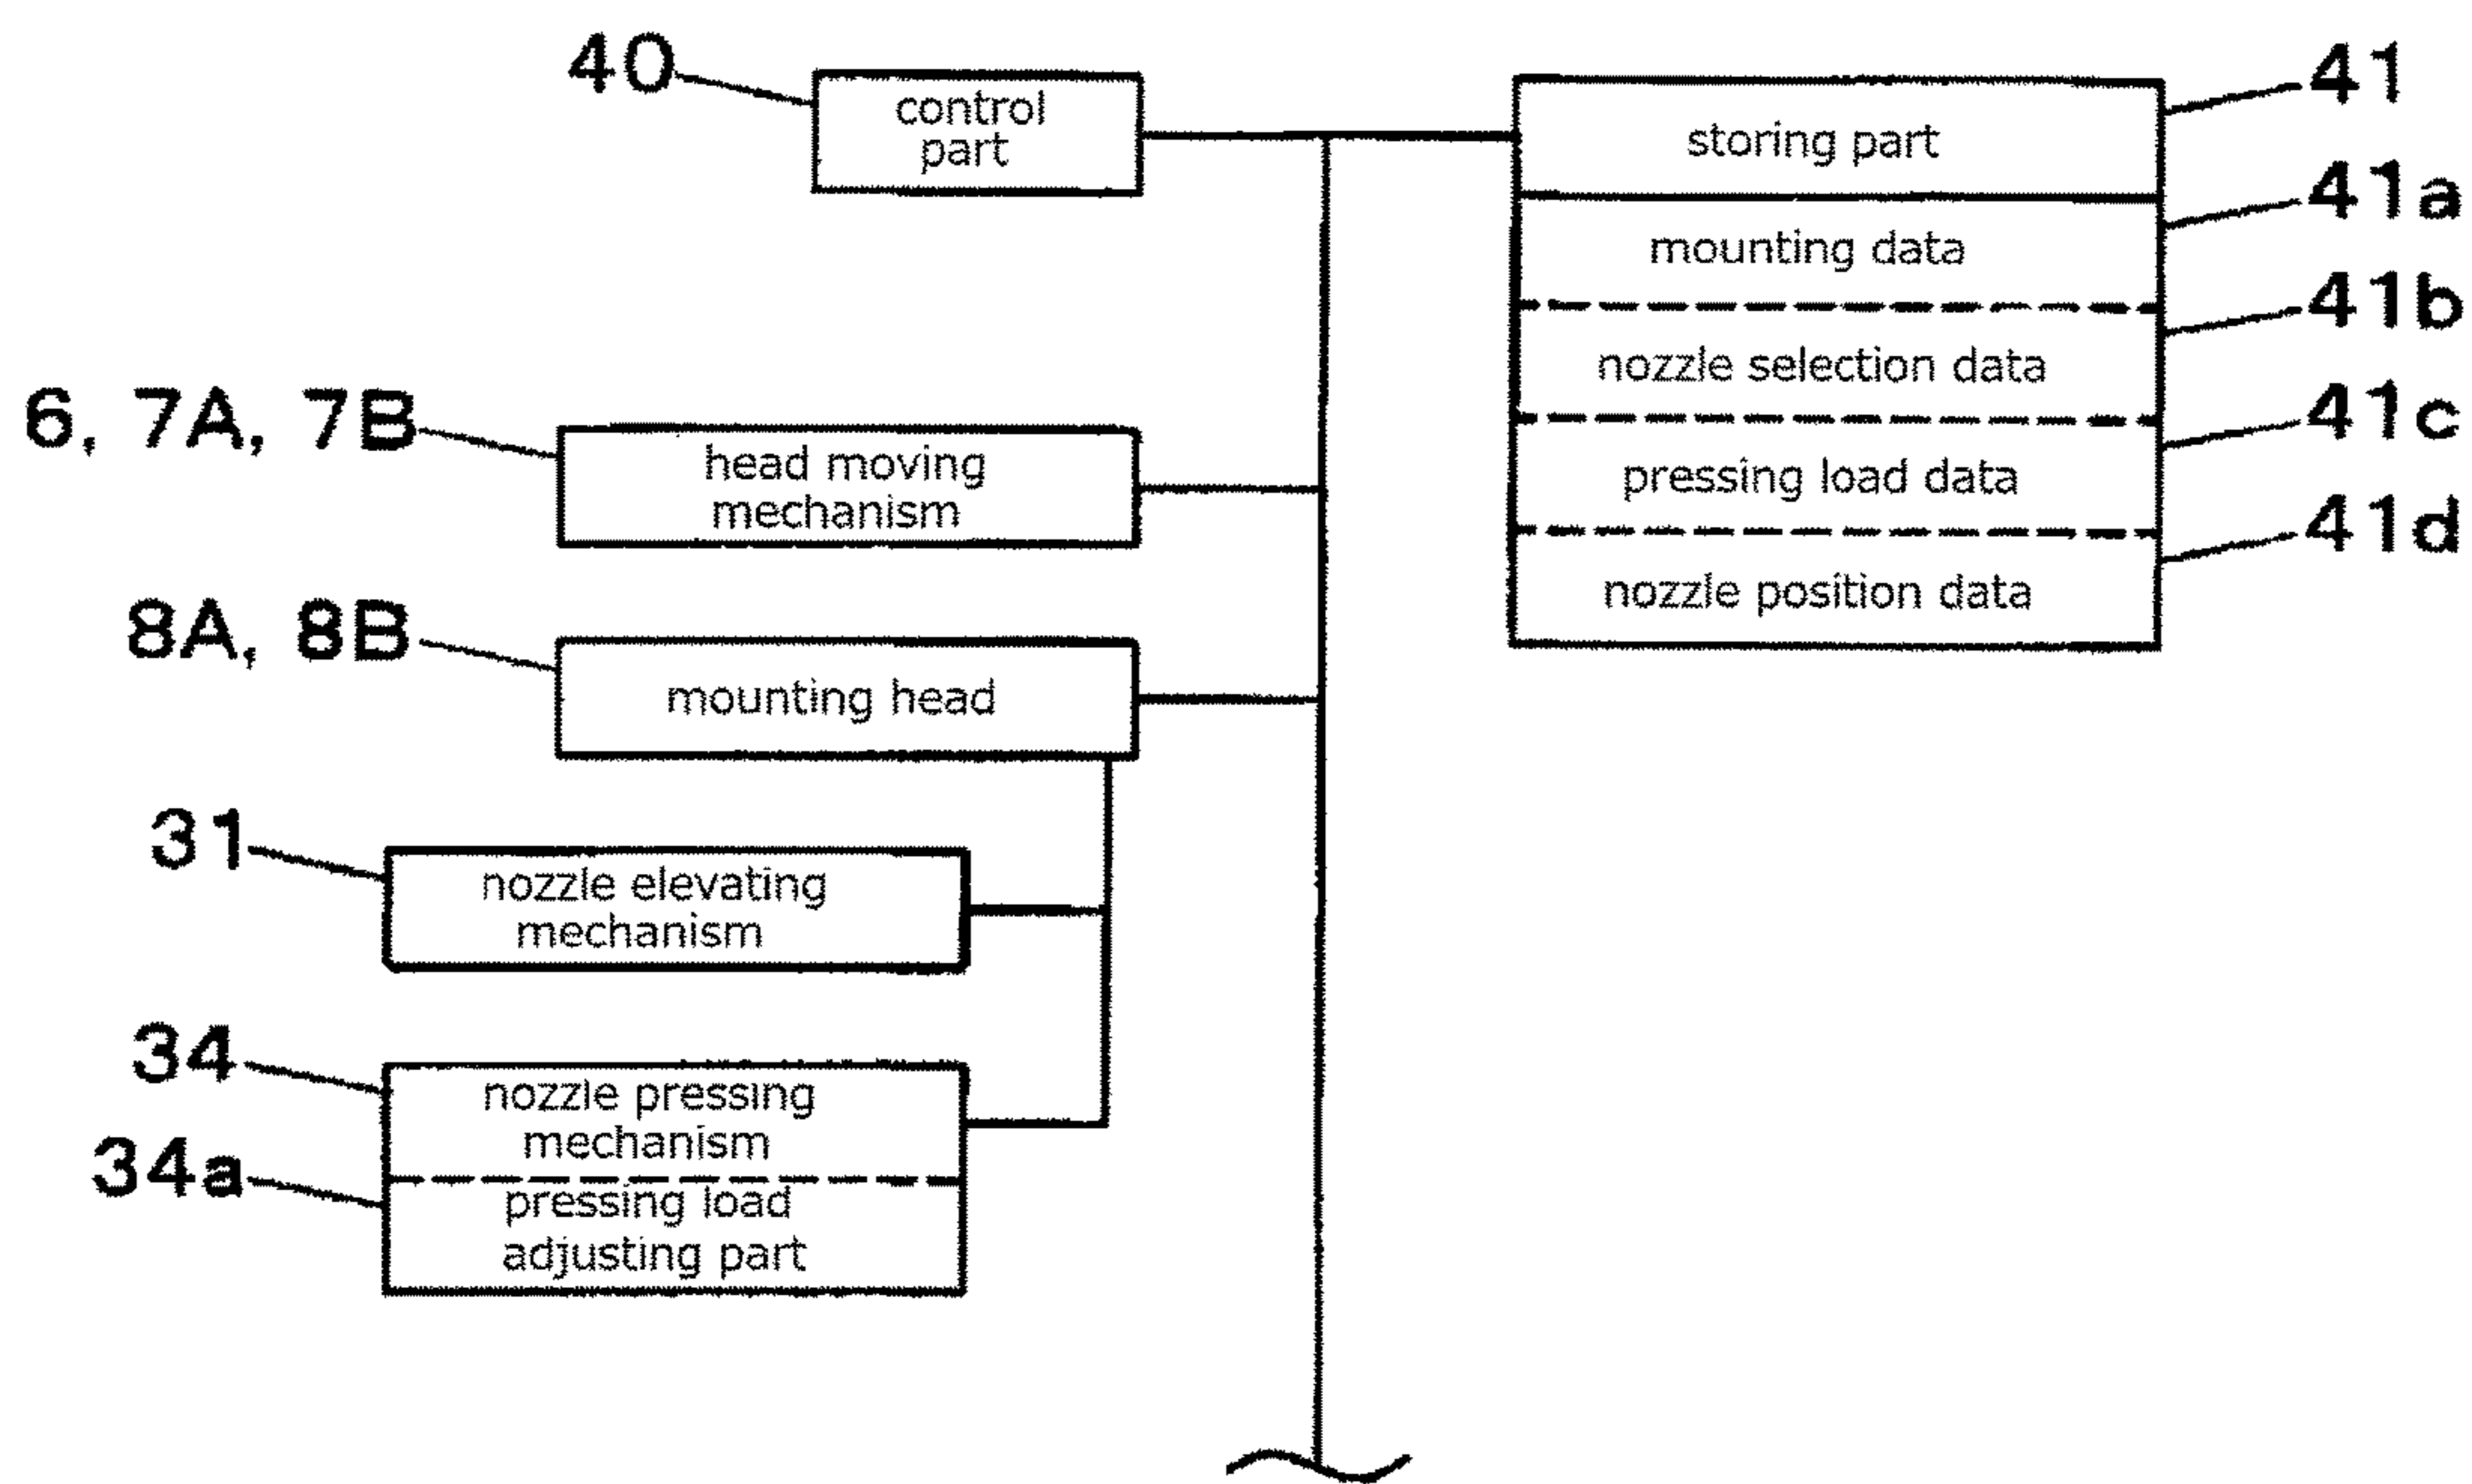 40
control
part
41
storing part
41a
mounting data
41b
nozzle selection data
41c
pressing load data
41d
nozzle position data
6, 7A, 7B
head moving
mechanism
8A, 8B
mounting head
31
nozzle elevating
mechanism
34
nozzle pressing
mechanism
34a
pressing load
adjusting part